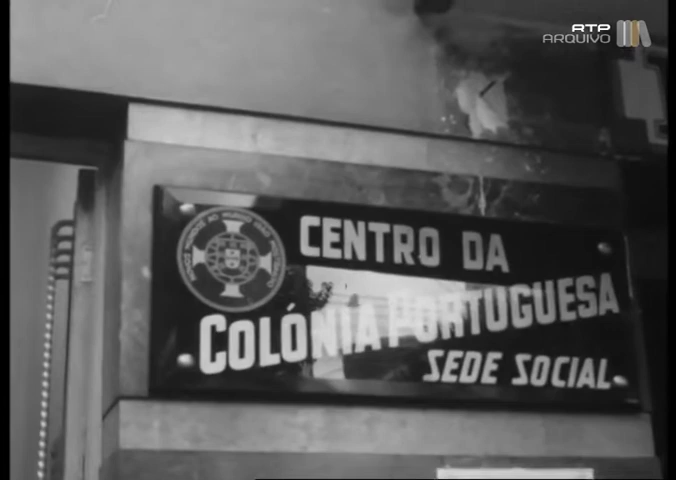 RTP
ARQUIVO
CENTRO DA
COLÓNIA PORTUGUESA
SEDE SOCIAL